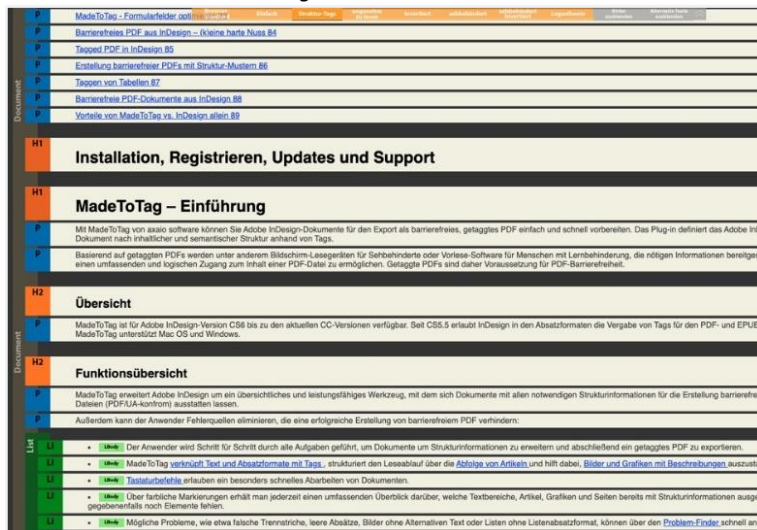 P MadeToTag - Formularfelder
Einfach Struktur-Tags invertiert Logarithmis
P Barrierefreies PDF aus InDesign – (k)eine harte Nuss 84
P Tagged PDF in InDesign 85
P Erstellung barrierefreier PDFs mit Struktur-Mustern 86
P Taggen von Tabellen 87
P Barrierefreie PDF-Dokumente aus InDesign 88
P Vorteile von MadeToTag vs. InDesign allein 89
Document
H1 Installation, Registrieren, Updates und Support
H1 MadeToTag – Einführung
P Mit MadeToTag von axaio software können Sie Adobe InDesign-Dokumente für den Export als barrierefreies, getaggtes PDF einfach und schnell vorbereiten. Das Plug-in definiert das Adobe
Dokument nach inhaltlicher und semantischer Struktur anhand von Tags.
P Basierend auf getaggten PDFs werden unter anderem Bildschirm-Lesegeräten für Sehbehinderte oder Vorlese-Software für Menschen mit Lernbehinderung, die nötigen Informationen
einen umfassenden und logischen Zugang zum Inhalt einer PDF-Datei zu ermöglichen. Getaggte PDFs sind daher Voraussetzung für PDF-Barrierefreiheit.
H2 Übersicht
P MadeToTag ist für Adobe InDesign-Version CS6 bis zu den aktuellen CC-Versionen verfügbar. Seit CS5.5 erlaubt InDesign in den Absatzformaten die Vergabe von Tags für den PDF- und
MadeToTag unterstützt Mac OS und Windows.
Document
H2 Funktionsübersicht
P MadeToTag erweitert Adobe InDesign um ein übersichtliches und leistungsfähiges Werkzeug, mit dem sich Dokumente mit allen notwendigen Strukturinformationen für die Erstellung
Dateien (PDF/UA-konfrom) ausstatten lassen.
P Außerdem kann der Anwender Fehlerquellen eliminieren, die eine erfolgreiche Erstellung von barrierefreiem PDF verhindern:
List
LI • LBody Der Anwender wird Schritt für Schritt durch alle Aufgaben geführt, um Dokumente um Strukturinformationen zu erweitern und abschließend ein getaggtes PDF zu exportieren.
LI • LBody MadeToTag verknüpft Text und Absatzformate mit Tags , strukturiert den Leseablauf über die Abfolge von Artikeln und hilft dabei, Bilder und Grafiken mit Beschreibungen
LI • LBody Tastaturbefehle erlauben ein besonders schnelles Abarbeiten von Dokumenten.
LI • LBody Über farbliche Markierungen erhält man jederzeit einen umfassenden Überblick darüber, welche Textbereiche, Artikel, Grafiken und Seiten bereits mit Strukturinformationen
gegebenenfalls noch Elemente fehlen.
LI • LBody Mögliche Probleme, wie etwa falsche Trennstriche, leere Absätze, Bilder ohne Alternativen Text oder Listen ohne Listenabsatzformat, können über den Problem-Finder schnell